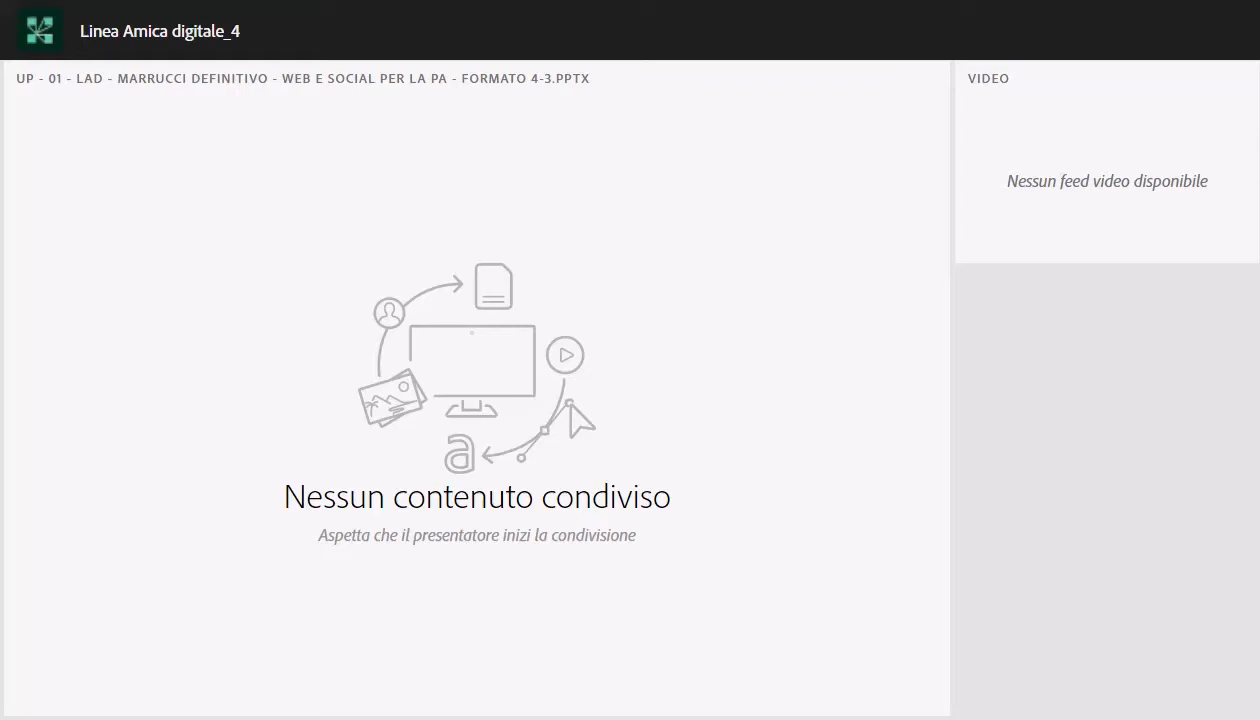 Linea Amica digitale_4
UP - 01 - LAD - MARRUCCI DEFINITIVO - WEB E SOCIAL PER LA PA - FORMATO 4-3.PPTX
VIDEO
Nessun feed video disponibile
a
Nessun contenuto condiviso
Aspetta che il presentatore inizi la condivisione